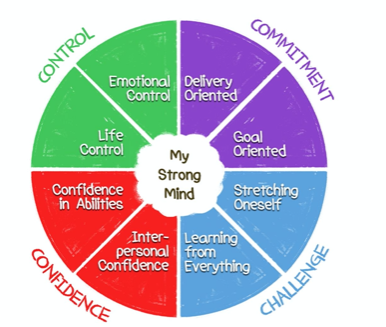 CONTROL
COMMITMENT
Emotional
Control
Delivery
Oriented
Life
Control
Goal
Oriented
My
Strong
Mind
Confidence
in Abilities
Stretching
Oneself
Inter-
personal
Confidence
Learning
from
Everything
CONFIDENCE
CHALLENGE